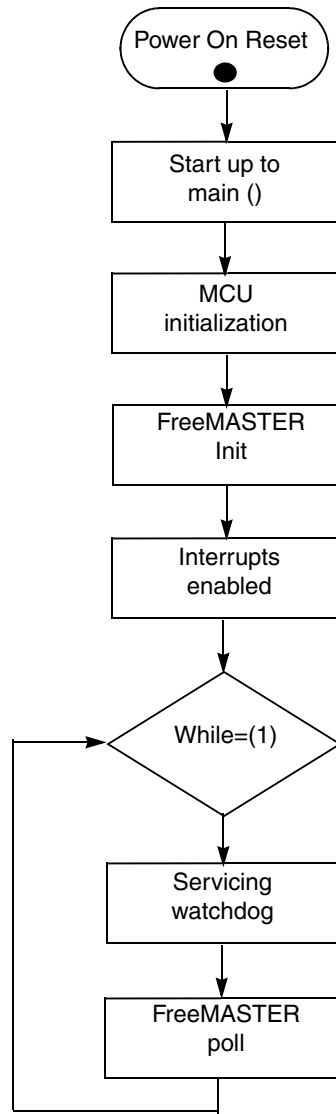 Power On Reset
Start up to
main ()
MCU
initialization
FreeMASTER
Init
Interrupts
enabled
While=(1)
Servicing
watchdog
FreeMASTER
poll